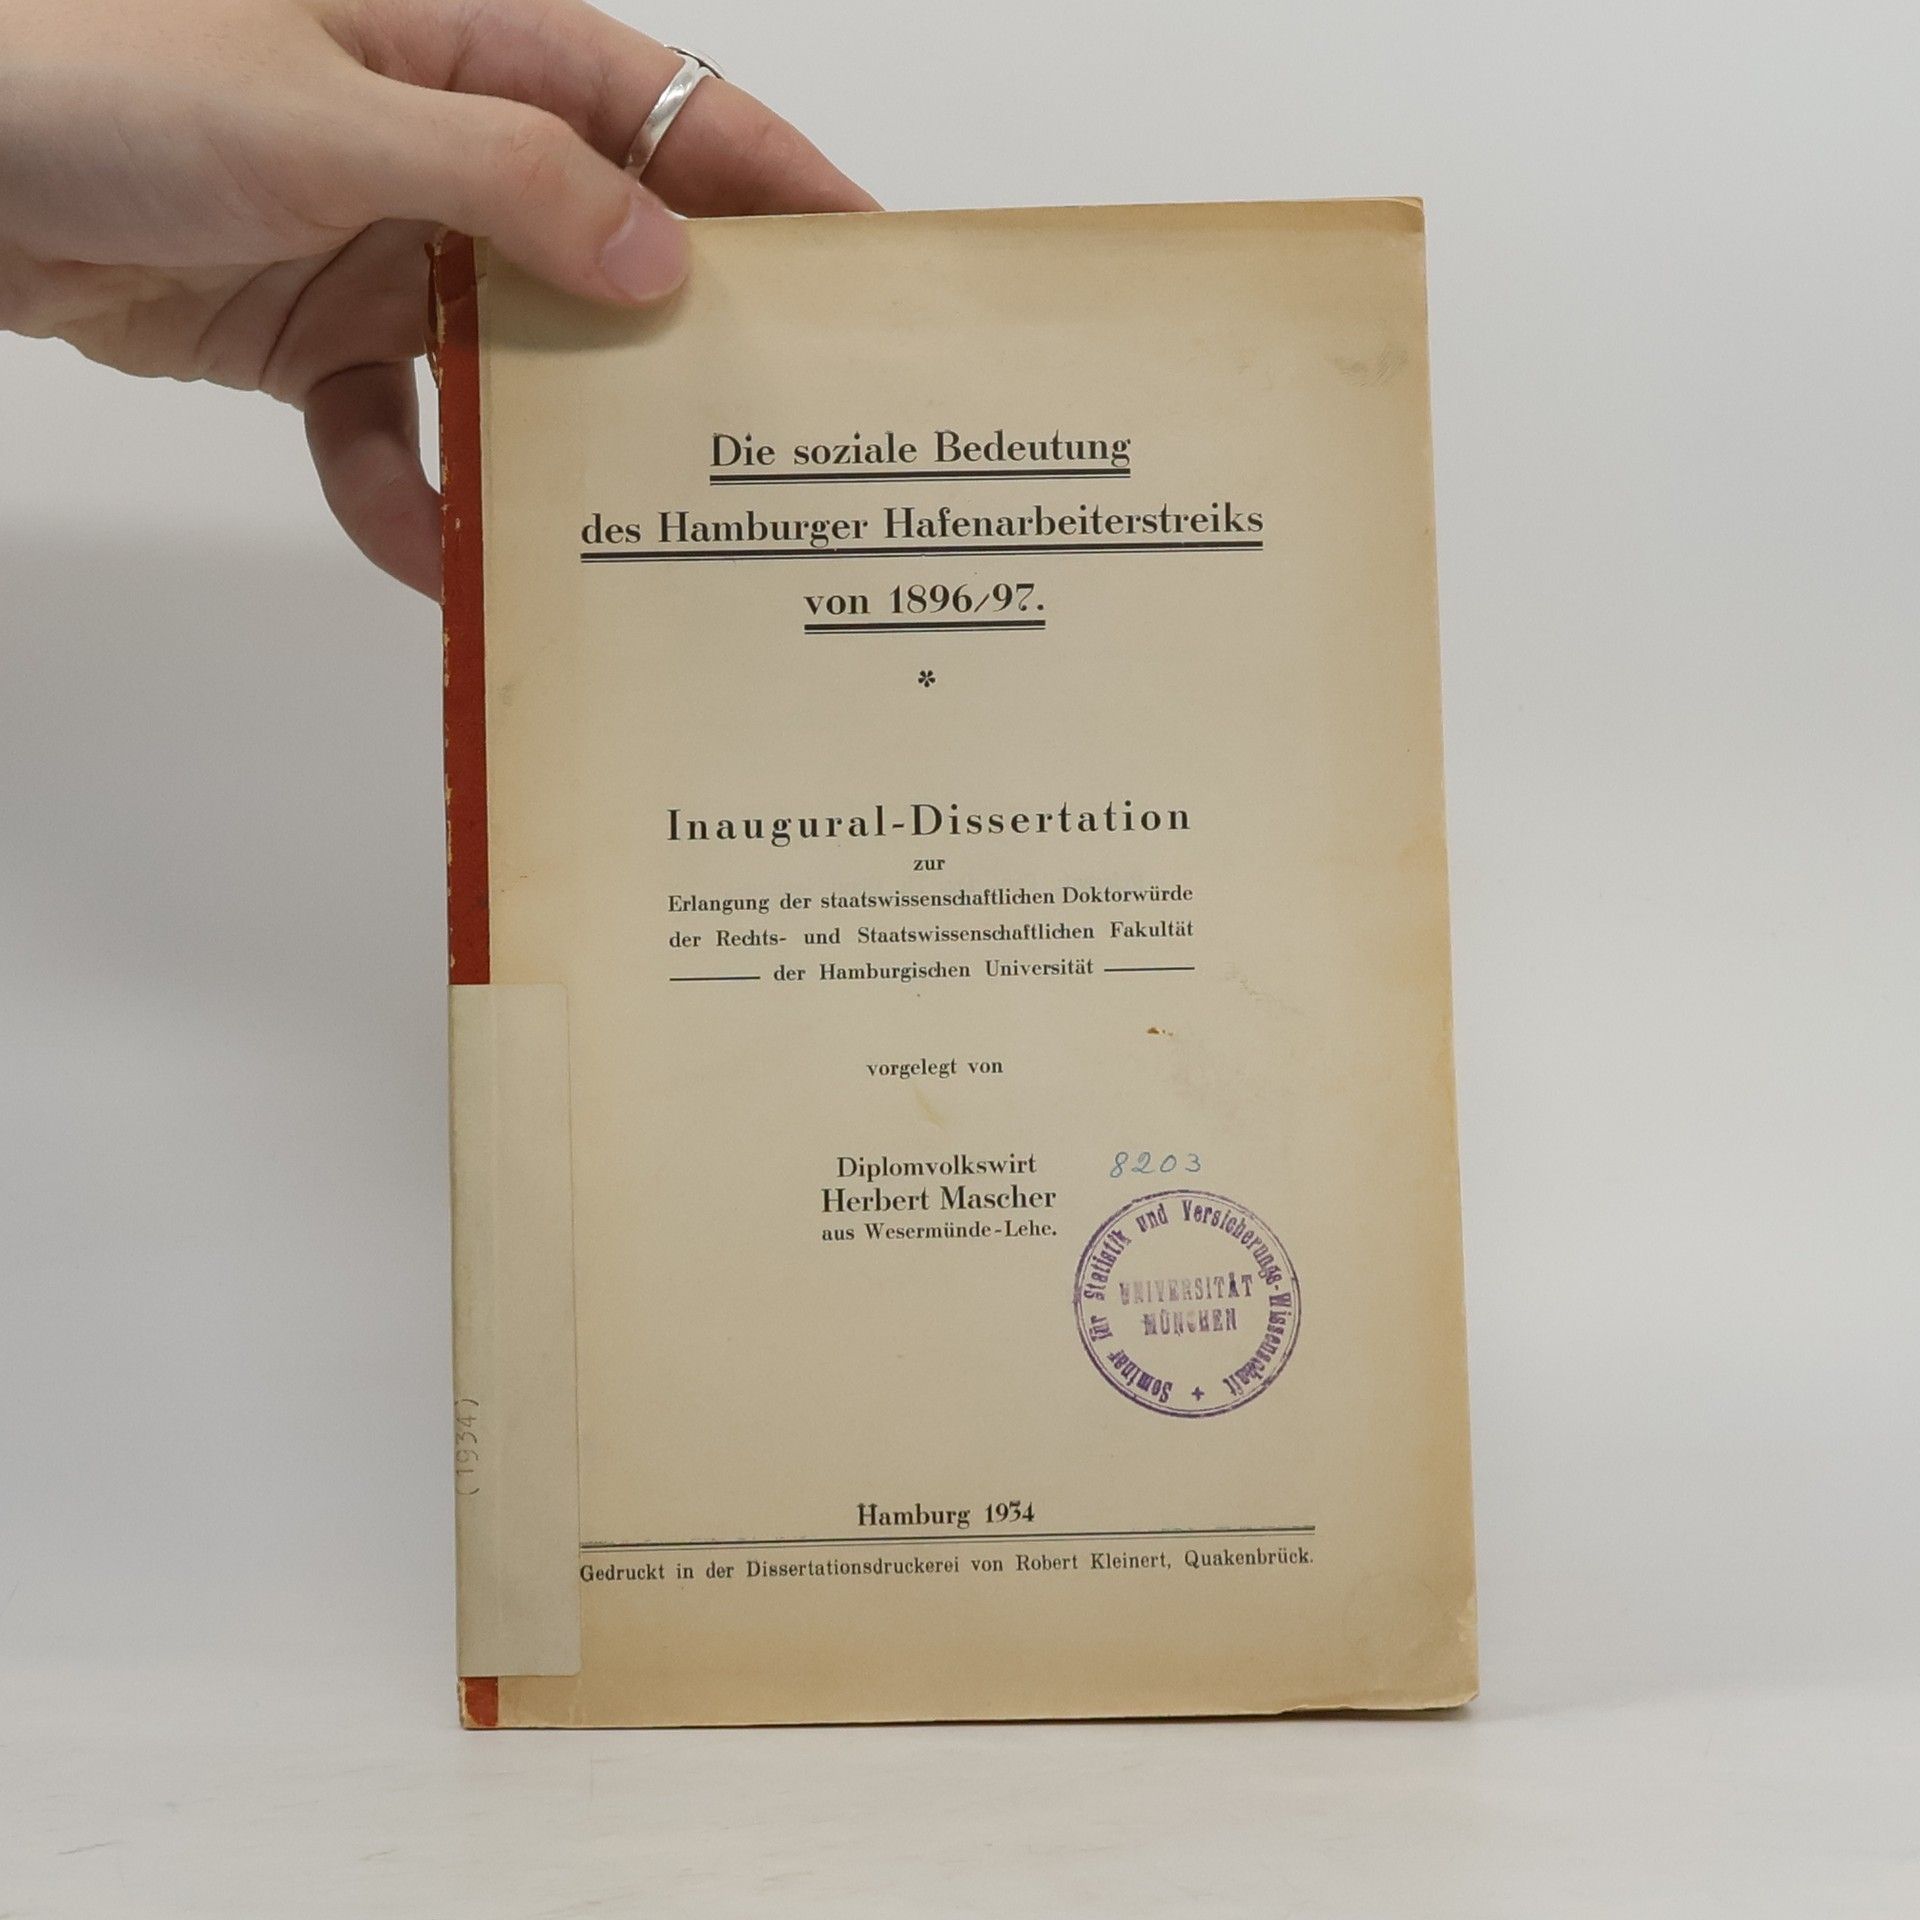 Die soziale Bedeutung
des Hamburger Hafenarbeiterstreiks
von 1896/97.
*
Inaugural-Dissertation
zur
Erlangung der staatswissenschaftlichen Doktorwürde
der Rechts- und Staatswissenschaftlichen Fakultät
der Hamburgischen Universität
vorgelegt von
Diplomvolkswirt
Herbert Mascher
aus Wesermünde-Lehe.
8203
Seminar für Statistik und Versicherungs-Wissenschaft +
UNIVERSITÄT
MÜNCHEN
(1934)
Hamburg 1934
Gedruckt in der Dissertationsdruckerei von Robert Kleinert, Quakenbrück.